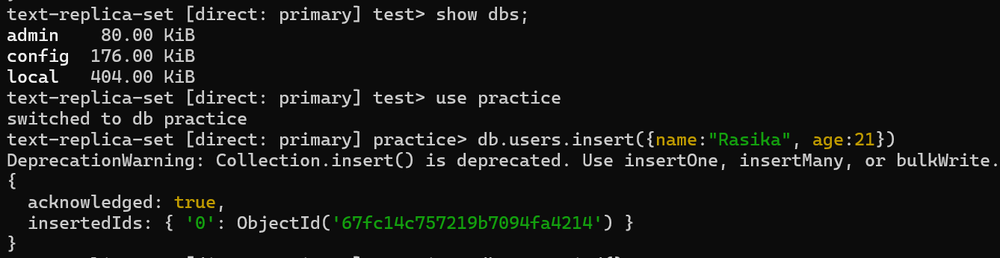 text-replica-set [direct: primary] test> show dbs;
admin    80.00 KiB
config  176.00 KiB
local   404.00 KiB
text-replica-set [direct: primary] test> use practice
switched to db practice
text-replica-set [direct: primary] practice> db.users.insert({name:"Rasika", age:21})
DeprecationWarning: Collection.insert() is deprecated. Use insertOne, insertMany, or bulkWrite.
{
  acknowledged: true,
  insertedIds: { '0': ObjectId('67fc14c757219b7094fa4214') }
}